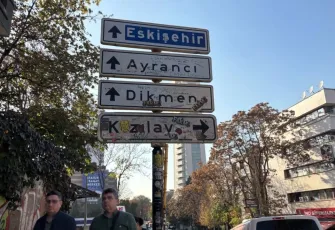 Eskişehir
Ayrancı
Dikmen
Kızılay